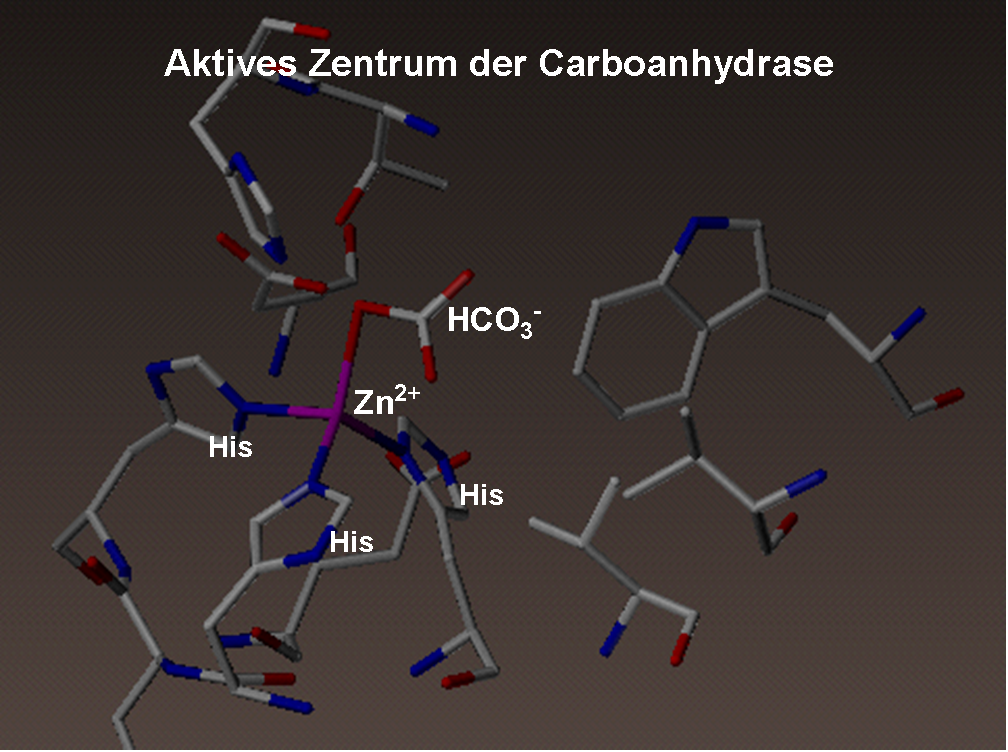 Aktives Zentrum der Carboanhydrase
HCO₃⁻
Zn²⁺
His
His
His